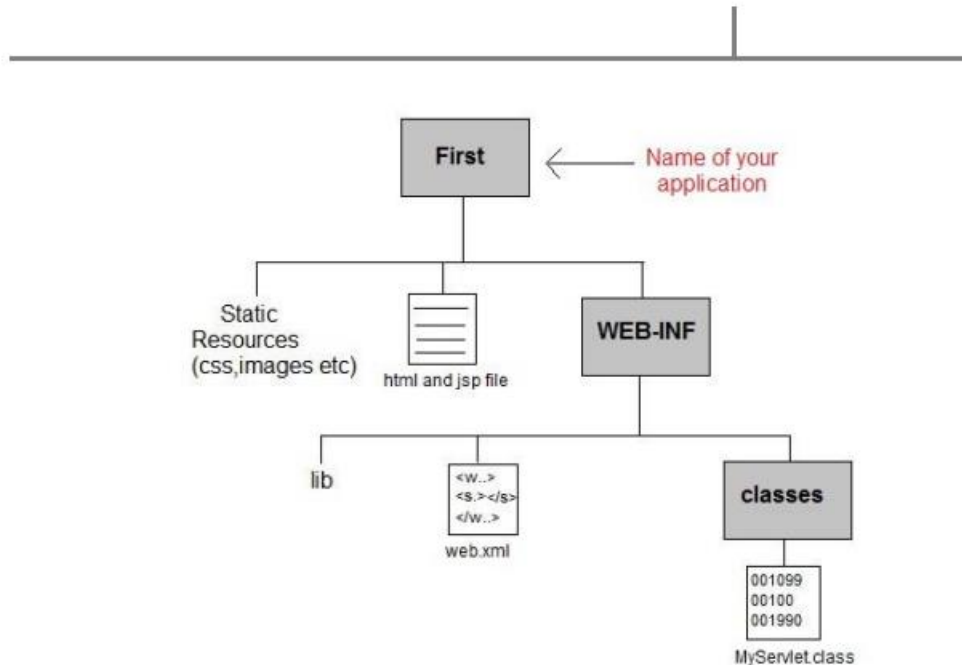 First
Name of your
application
Static
Resources
(css,images etc)
html and jsp file
WEB-INF
lib
<w..>
<s.></s>
</w..>
web.xml
classes
001099
00100
001990
MyServlet.class